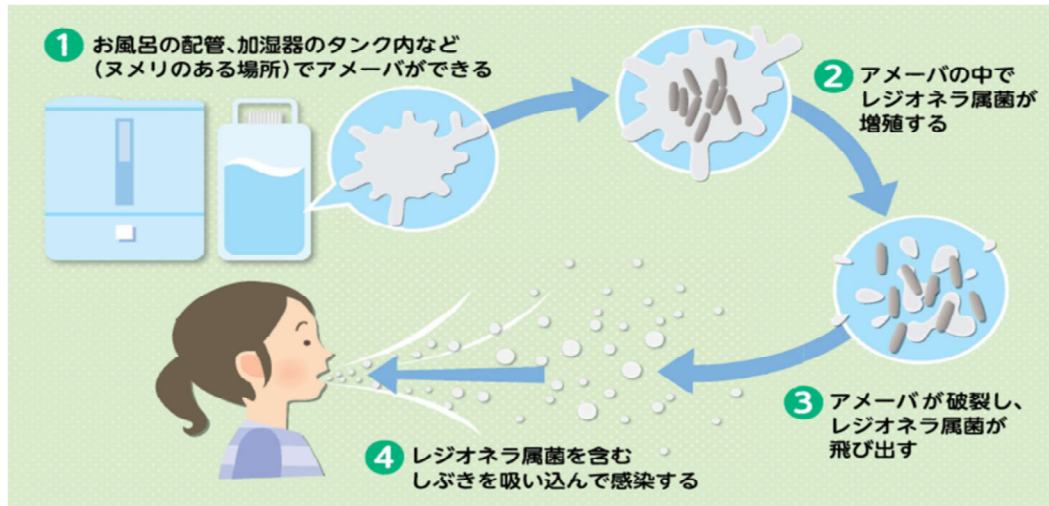 1 お風呂の配管、加湿器のタンク内など
(ヌメリのある場所)でアメーバができる
2 アメーバの中で
レジオネラ属菌が
増殖する
3 アメーバが破裂し、
レジオネラ属菌が
飛び出す
4 レジオネラ属菌を含む
しぶきを吸い込んで感染する